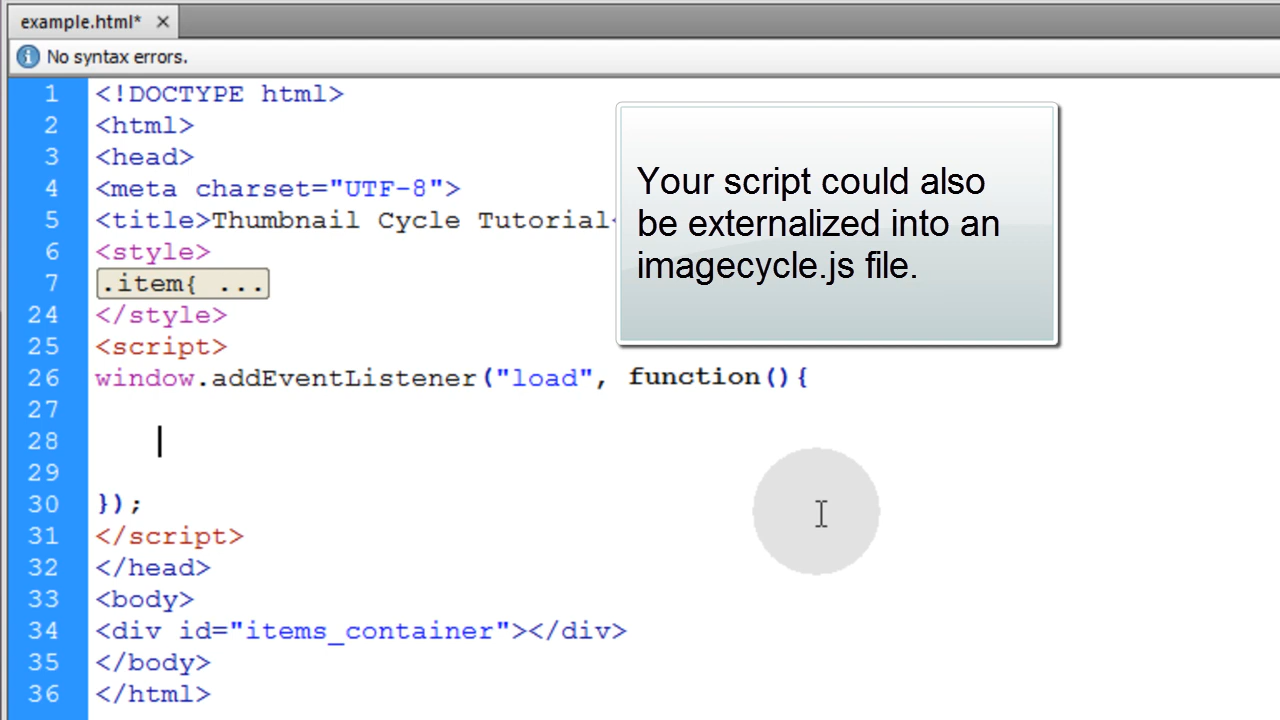 example.html* ×
No syntax errors.
1 <!DOCTYPE html>
2 <html>
3 <head>
4 <meta charset="UTF-8">
5 <title>Thumbnail Cycle Tutorial<
6 <style>
7 .item{ ...
24 </style>
25 <script>
26 window.addEventListener("load", function(){
27
28
29
30 });
31 </script>
32 </head>
33 <body>
34 <div id="items_container"></div>
35 </body>
36 </html>
Your script could also
be externalized into an
imagecycle.js file.